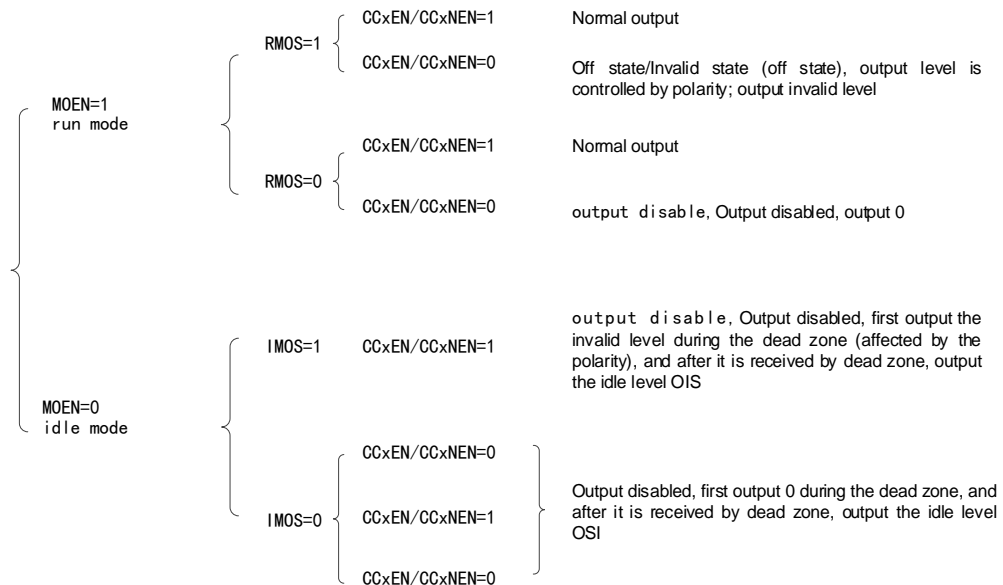 CCxEN/CCxNEN=1 Normal output
RMOS=1
CCxEN/CCxNEN=0 Off state/Invalid state (off state), output level is
controlled by polarity; output invalid level
MOEN=1
run mode
CCxEN/CCxNEN=1 Normal output
RMOS=0
CCxEN/CCxNEN=0 output disable, Output disabled, output 0
output disable, Output disabled, first output the
IMOS=1 CCxEN/CCxNEN=1 invalid level during the dead zone (affected by the
polarity), and after it is received by dead zone, output
the idle level OIS
MOEN=0
idle mode
CCxEN/CCxNEN=0
Output disabled, first output 0 during the dead zone, and
IMOS=0 CCxEN/CCxNEN=1 after it is received by dead zone, output the idle level
OSI
CCxEN/CCxNEN=0